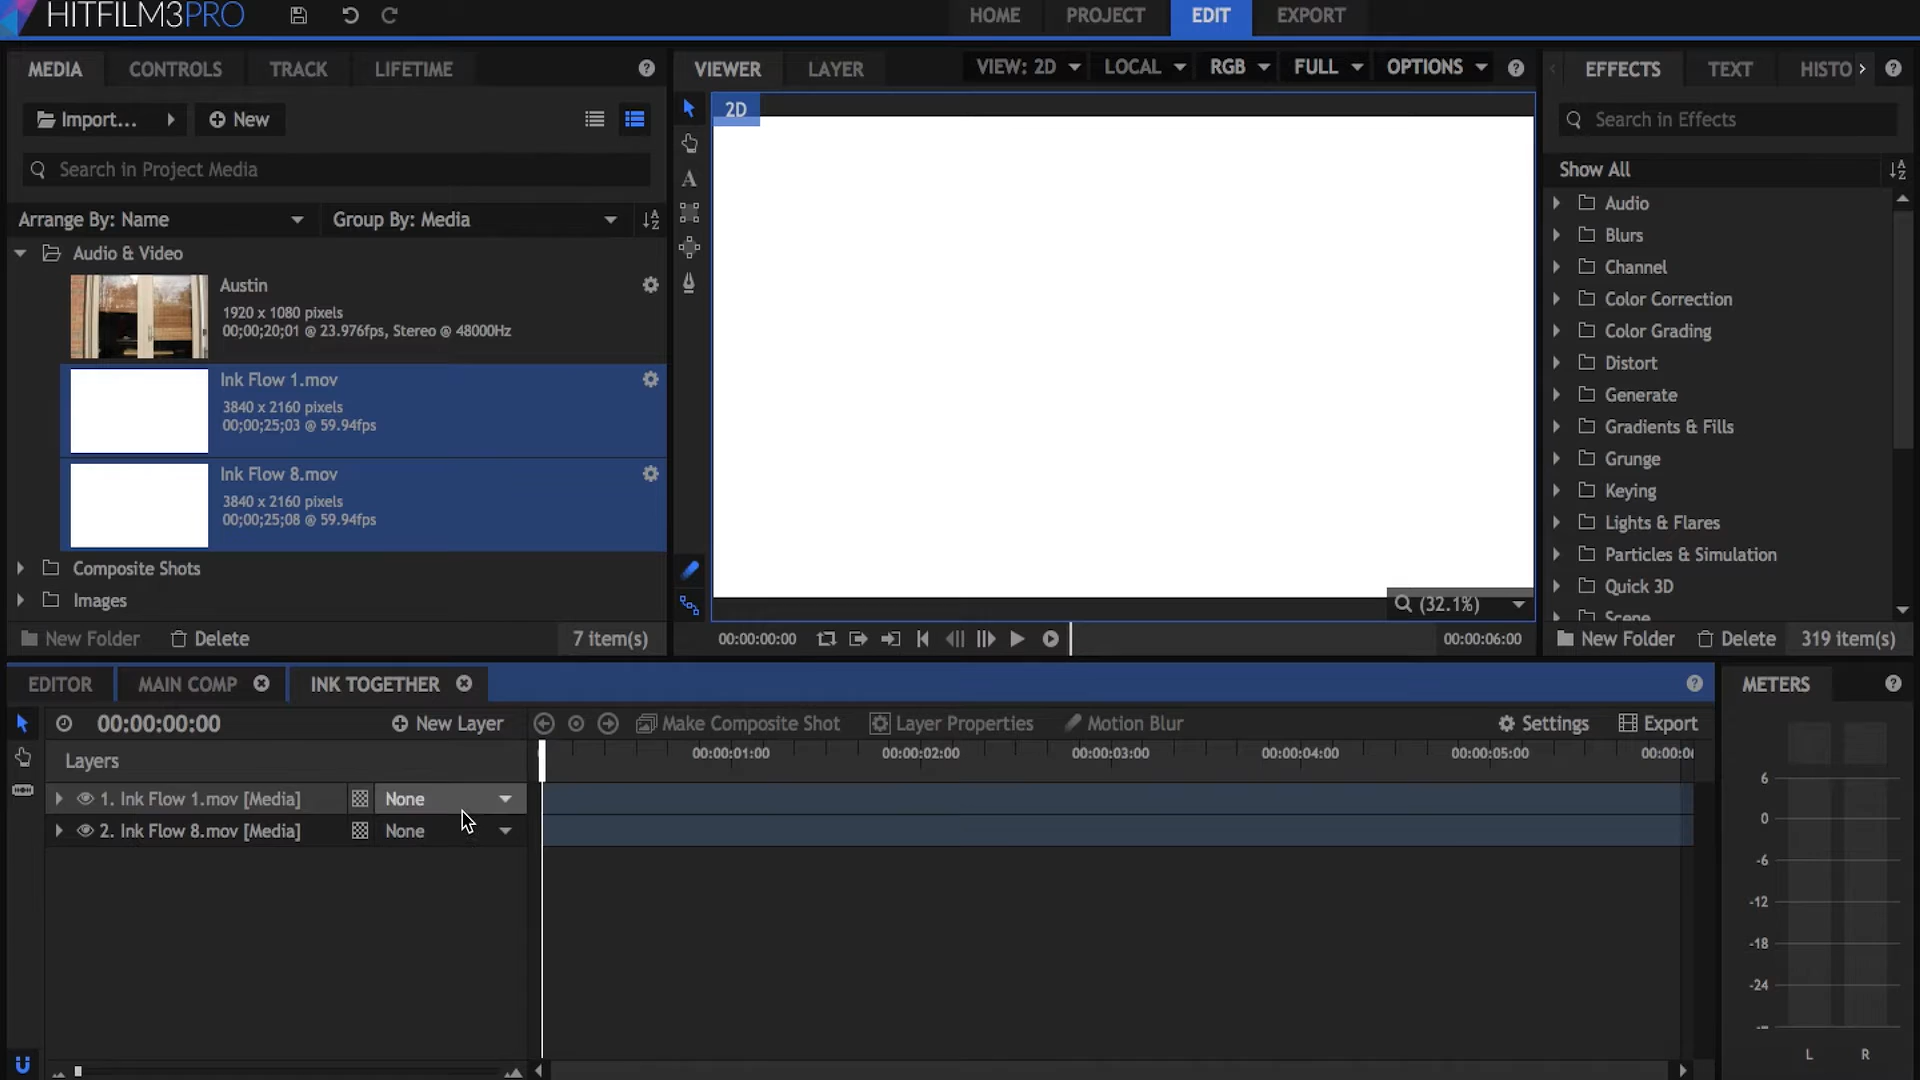 HITFILM3PRO
HOME PROJECT EDIT EXPORT
MEDIA CONTROLS TRACK LIFETIME
VIEWER LAYER VIEW: 2D LOCAL RGB FULL OPTIONS
EFFECTS TEXT HISTO
Import... New
2D
Search in Effects
Search in Project Media
Show All
Arrange By: Name Group By: Media
Audio & Video
Austin
1920 x 1080 pixels
00;00;20;01 @ 23.976fps, Stereo @ 48000Hz
Ink Flow 1.mov
3840 x 2160 pixels
00;00;25;03 @ 59.94fps
Ink Flow 8.mov
3840 x 2160 pixels
00;00;25;08 @ 59.94fps
Composite Shots
Images
New Folder Delete 7 item(s)
A
(32.1%)
00:00:00:00 00:00:06:00
Audio
Blurs
Channel
Color Correction
Color Grading
Distort
Generate
Gradients & Fills
Grunge
Keying
Lights & Flares
Particles & Simulation
Quick 3D
Scene
New Folder Delete 319 item(s)
EDITOR MAIN COMP INK TOGETHER
METERS
00:00:00:00 New Layer Make Composite Shot Layer Properties Motion Blur Settings Export
Layers
00:00:01:00 00:00:02:00 00:00:03:00 00:00:04:00 00:00:05:00 00:00:06
1. Ink Flow 1.mov [Media] None
2. Ink Flow 8.mov [Media] None
6
0
-6
-12
-18
-24
-∞
L R